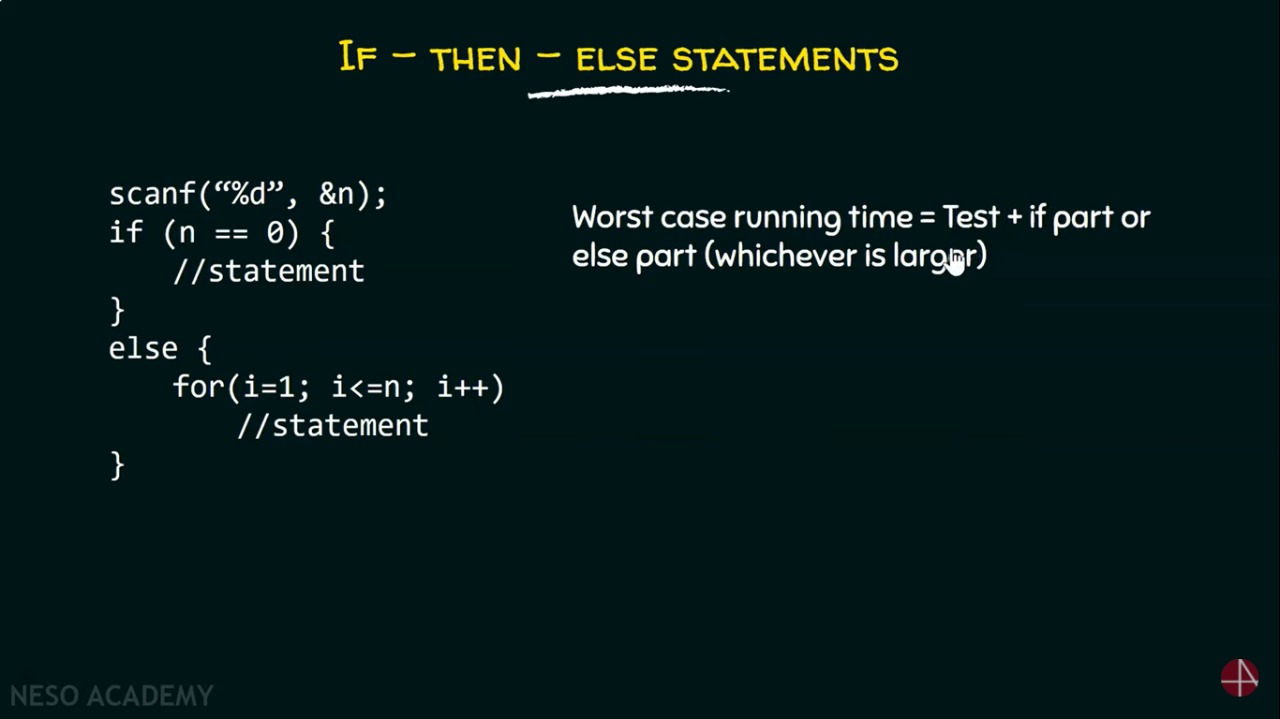 IF – THEN – ELSE STATEMENTS
scanf(“%d”, &n);
if (n == 0) {
//statement
}
else {
for(i=1; i<=n; i++)
//statement
}
Worst case running time = Test + if part or
else part (whichever is larger)
NESO ACADEMY